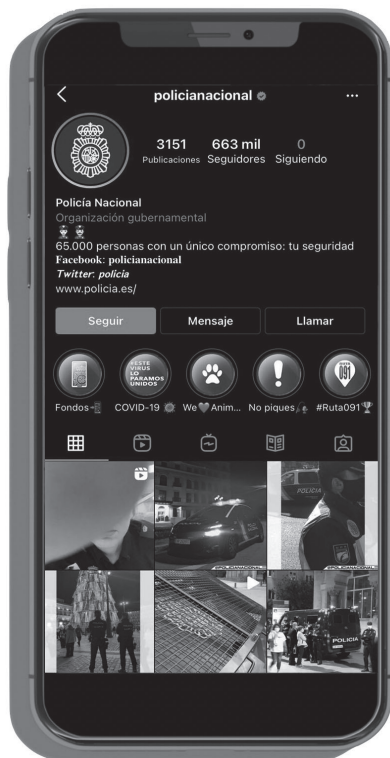 policianacional
3151 663 mil 0
Publicaciones Seguidores Siguiendo
Policía Nacional
Organización gubernamental
65.000 personas con un único compromiso: tu seguridad
Facebook: policianacional
Twitter: policia
www.policia.es/
Seguir Mensaje Llamar
#ESTE
VIRUS
LO
PARAMOS
UNIDOS
!
091
Fondos COVID-19 We Anim... No piques #Ruta091
POLICIA
POLICIA